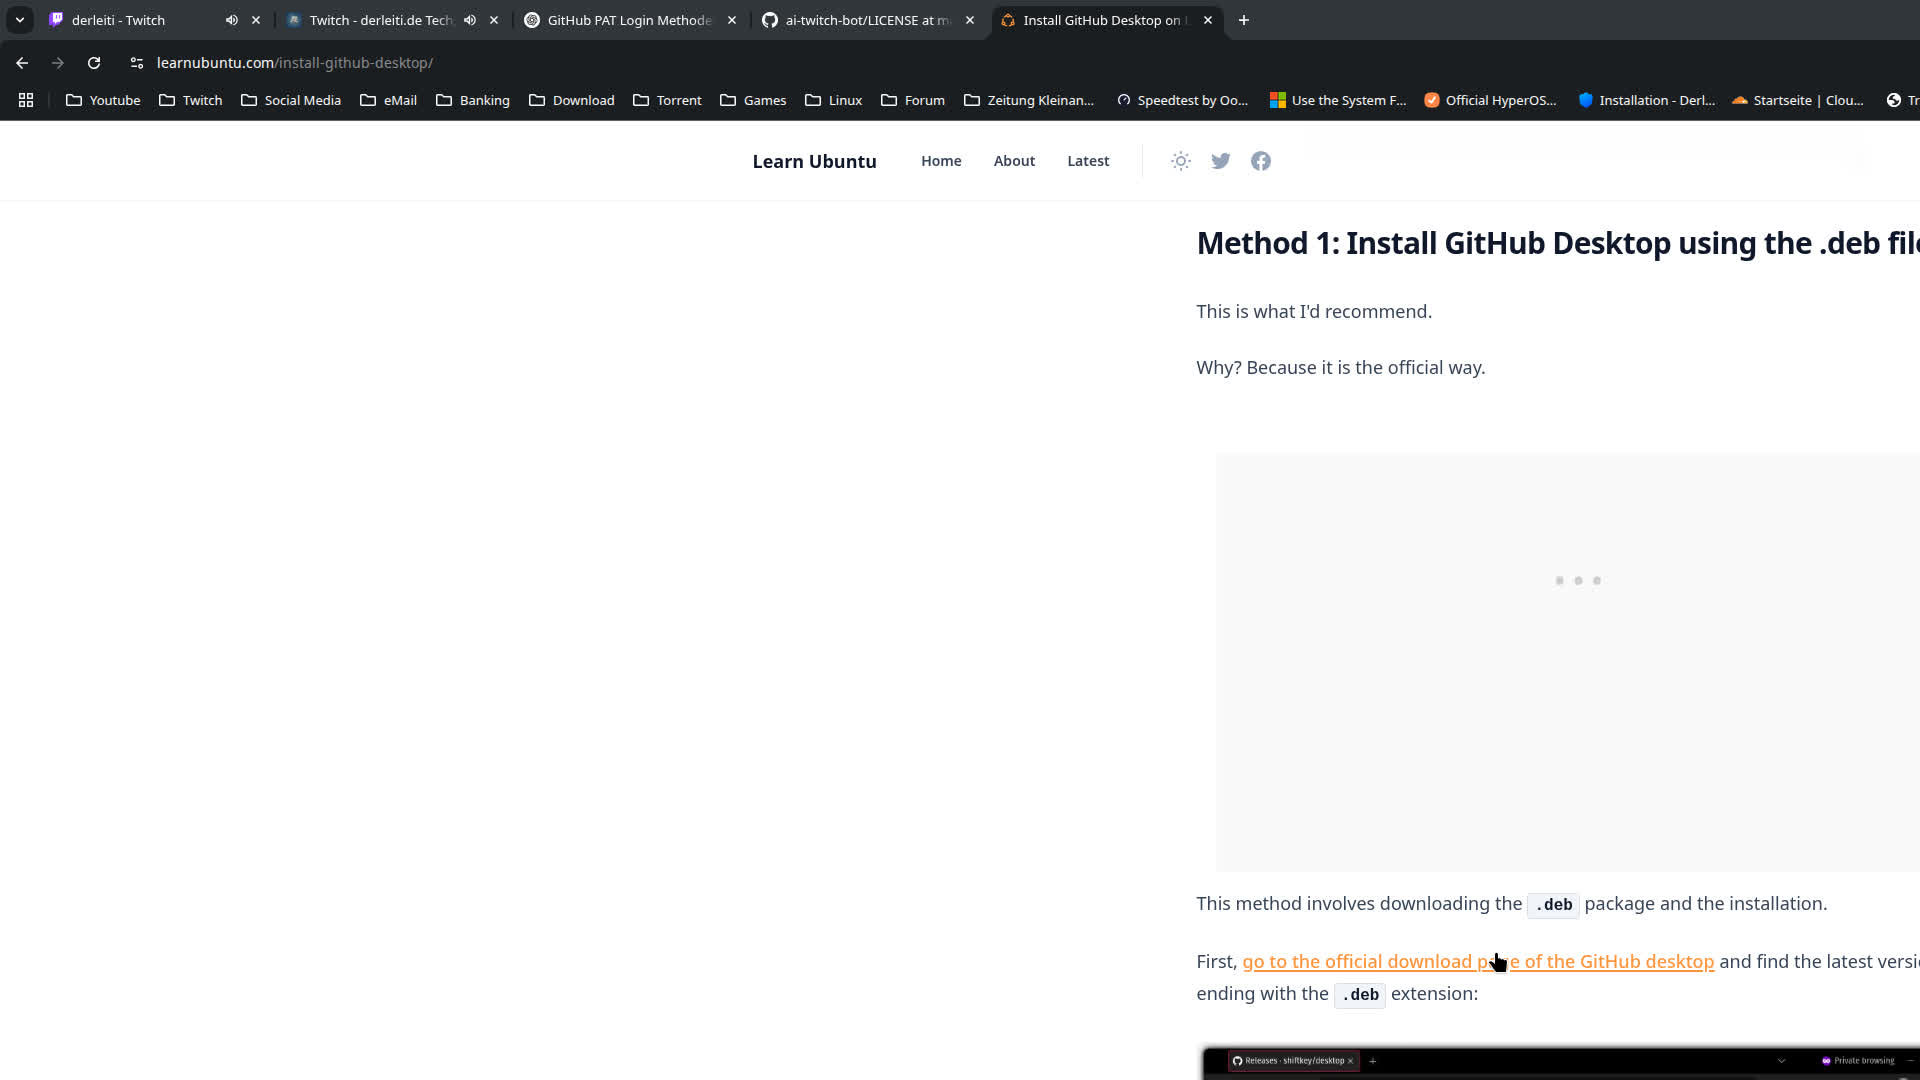 derleiti - Twitch
Twitch - derleiti.de Tech
GitHub PAT Login Methode
ai-twitch-bot/LICENSE at m
Install GitHub Desktop on
learnubuntu.com/install-github-desktop/
Youtube
Twitch
Social Media
eMail
Banking
Download
Torrent
Games
Linux
Forum
Zeitung Kleinan...
Speedtest by Oo...
Use the System F...
Official HyperOS...
Installation - Derl...
Startseite | Clou...
Tr
Learn Ubuntu
Home
About
Latest
Method 1: Install GitHub Desktop using the .deb file
This is what I'd recommend.
Why? Because it is the official way.
This method involves downloading the .deb package and the installation.
First, go to the official download page of the GitHub desktop and find the latest versi
ending with the .deb extension:
Releases · shiftkey/desktop
Private browsing